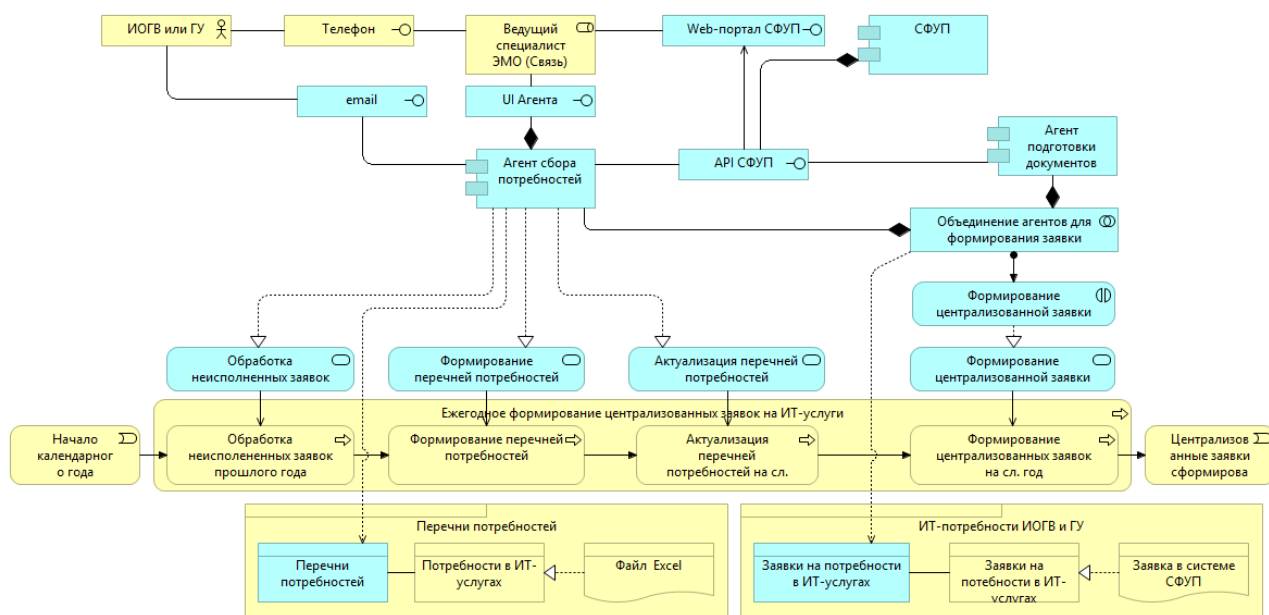 ИОГВ или ГУ
Телефон
Ведущий
специалист
ЭМО (Связь)
Web-портал СФУП
СФУП
email
UI Агента
Агент сбора
потребностей
API СФУП
Агент
подготовки
документов
Объединение агентов для
формирования заявки
Формирование
централизованной заявки
Обработка
неисполненных заявок
Формирование
перечней потребностей
Актуализация перечней
потребностей
Формирование
централизованной заявки
Ежегодное формирование централизованных заявок на ИТ-услуги
Начало
календарног
о года
Обработка
неисполененных заявок
прошлого года
Формирование перечней
потребностей
Актуализация
перечней
потребностей на сл.
Формирование
централизованных заявок
на сл. год
Централизов
анные заявки
сформирова
Перечни потребностей
ИТ-потребности ИОГВ и ГУ
Перечни
потребностей
Потребности в ИТ-
услугах
Файл Excel
Заявки на потребности
в ИТ-услугах
Заявки на
потебности в ИТ-
услугах
Заявка в системе
СФУП